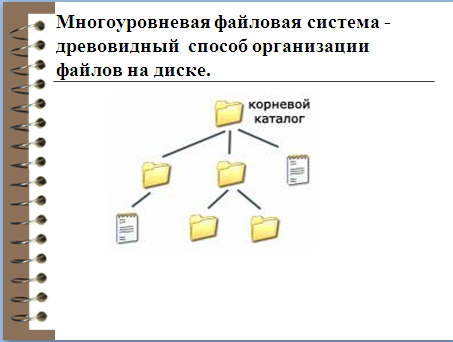 Многоуровневая файловая система -
древовидный способ организации
файлов на диске.
корневой
каталог